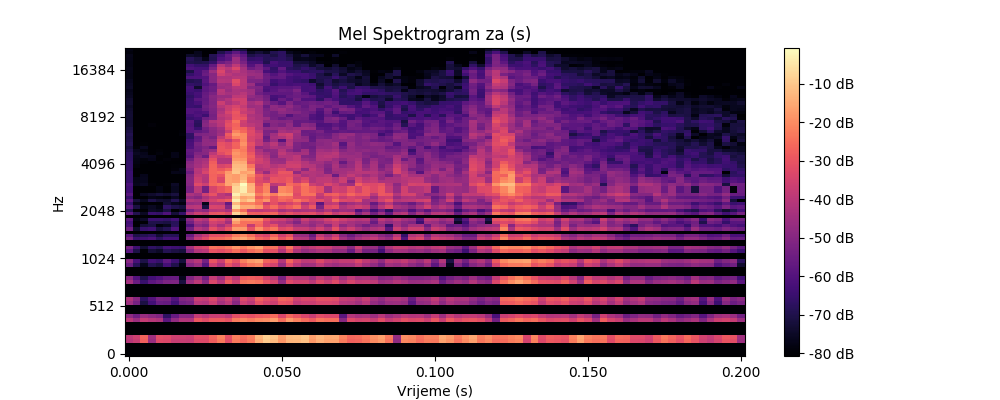 Mel Spektrogram za (s)
Hz
16384
8192
4096
2048
1024
512
0
0.000 0.050 0.100 0.150 0.200
Vrijeme (s)
-10 dB
-20 dB
-30 dB
-40 dB
-50 dB
-60 dB
-70 dB
-80 dB